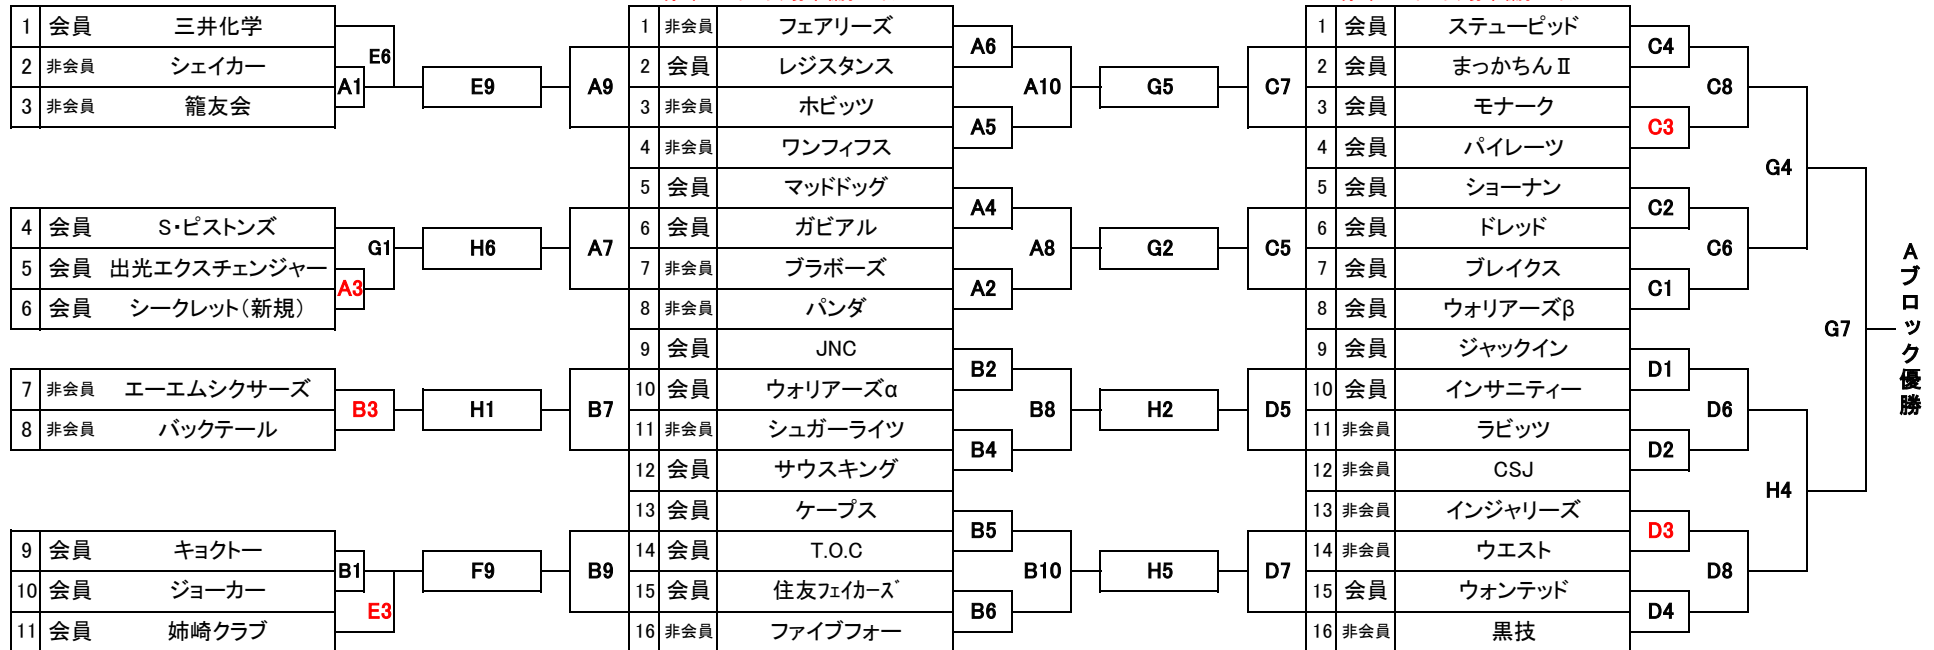 1 会員 三井化学
2 非会員 シェイカー
3 非会員 籠友会
E6
A1
E9
A9
4 会員 S・ピストンズ
5 会員 出光エクスチェンジャー
6 会員 シークレット（新規）
G1
A3
H6
A7
7 非会員 エーエムシクサーズ
8 非会員 バックテール
B3
H1
B7
9 会員 キョクトー
10 会員 ジョーカー
11 会員 姉崎クラブ
B1
E3
F9
B9
1 非会員 フェアリーズ
2 会員 レジスタンス
3 非会員 ホビッツ
4 非会員 ワンフィフス
5 会員 マッドドッグ
6 会員 ガビアル
7 非会員 ブラボーズ
8 非会員 パンダ
9 会員 JNC
10 会員 ウォリアーズα
11 非会員 シュガーライツ
12 会員 サウスキング
13 会員 ケープス
14 会員 T.O.C
15 会員 住友ﾌｪｲｶｰｽﾞ
16 非会員 ファイブフォー
A6
A5
A10
G5
C7
A4
A2
A8
G2
C5
B2
B4
B8
H2
D5
B5
B6
B10
H5
D7
1 会員 ステューピッド
2 会員 まっかちんⅡ
3 会員 モナーク
4 会員 パイレーツ
5 会員 ショーナン
6 会員 ドレッド
7 会員 ブレイクス
8 会員 ウォリアーズβ
9 会員 ジャックイン
10 会員 インサニティー
11 非会員 ラビッツ
12 非会員 CSJ
13 非会員 インジャリーズ
14 非会員 ウエスト
15 会員 ウォンテッド
16 非会員 黒技
C4
C3
C8
C2
C1
C6
G4
D1
D2
D6
D3
D4
D8
H4
G7
Aブロック優勝